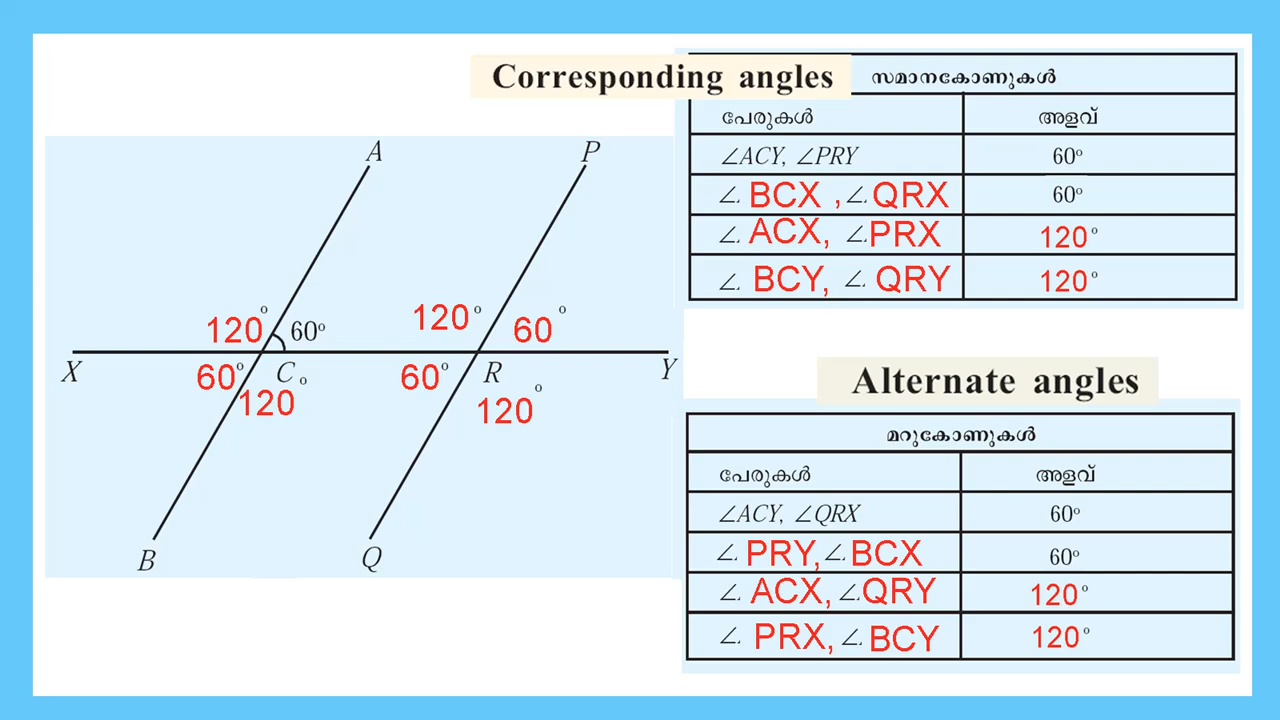 Corresponding angles
സമാനകോണുകൾ
പേരുകൾ അളവ്
∠ACY, ∠PRY 60°
∠ BCX ,∠ QRX 60°
∠ ACX, ∠PRX 120°
∠ BCY, ∠ QRY 120°
A P
120° 60° 120° 60°
X 60° C 120° 60° R 120° Y
B Q
Alternate angles
മറുകോണുകൾ
പേരുകൾ അളവ്
∠ACY, ∠QRX 60°
∠ PRY,∠ BCX 60°
∠ ACX,∠QRY 120°
∠ PRX,∠ BCY 120°